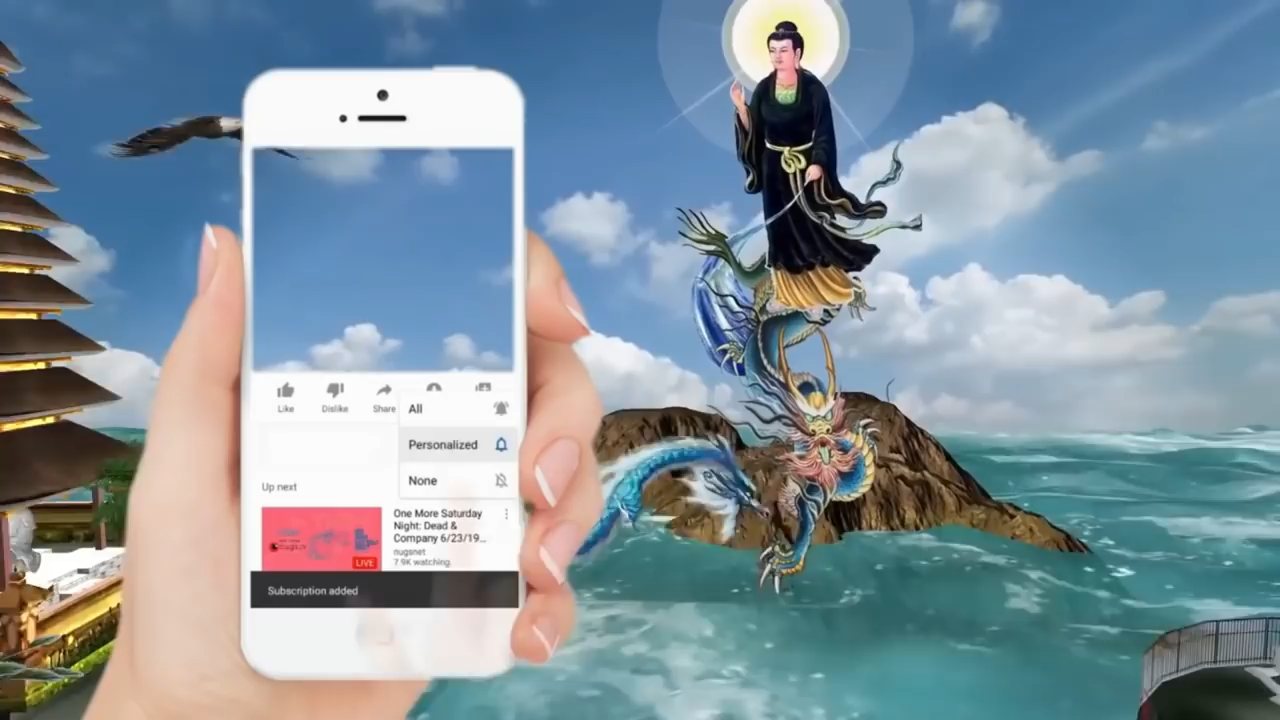 Like
Dislike
Share
All
Personalized
None
Up next
One More Saturday
Night: Dead &
Company 6/23/19...
nugsnet
7.9K watching
LIVE
Subscription added